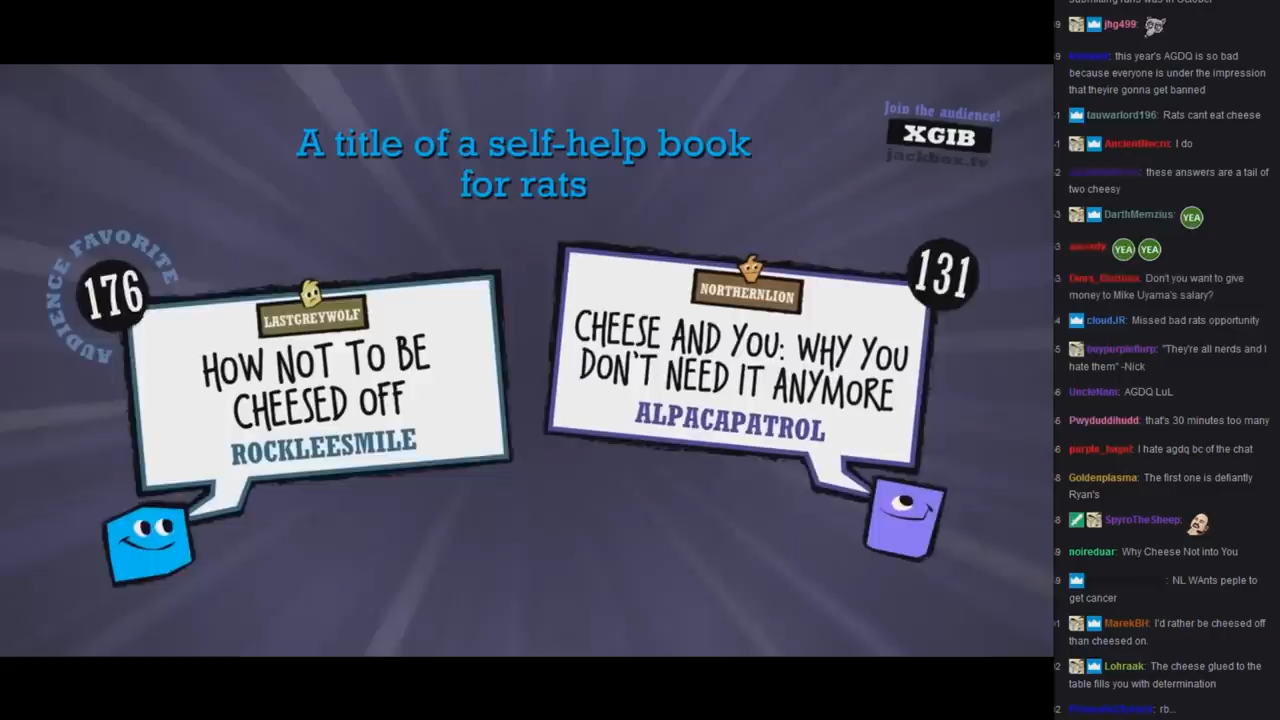 A title of a self-help book
for rats
Join the audience!
XGIB
jackbox.tv
AUDIENCE FAVORITE
176
LASTGREYWOLF
HOW NOT TO BE
CHEESED OFF
ROCKLEESMILE
131
NORTHERNLION
CHEESE AND YOU: WHY YOU
DON'T NEED IT ANYMORE
ALPACAPATROL
jhg499:
: this year's AGDQ is so bad
because everyone is under the impression
that theyire gonna get banned
tauwarlord196: Rats cant eat cheese
: I do
: these answers are a tail of
two cheesy
DarthMemzius: YEA
YEA YEA
: Don't you want to give
money to Mike Uyama's salary?
cloudJR: Missed bad rats opportunity
buypurpleflurp: "They're all nerds and I
hate them" -Nick
UncleNam: AGDQ LuL
Pwyduddihudd: that's 30 minutes too many
: I hate agdq bc of the chat
Goldenplasma: The first one is defiantly
Ryan's
SpyroTheSheep:
noireduar: Why Cheese Not into You
: NL WAnts peple to
get cancer
MarekBH: I'd rather be cheesed off
than cheesed on.
Lohraak: The cheese glued to the
table fills you with determination
: rb...